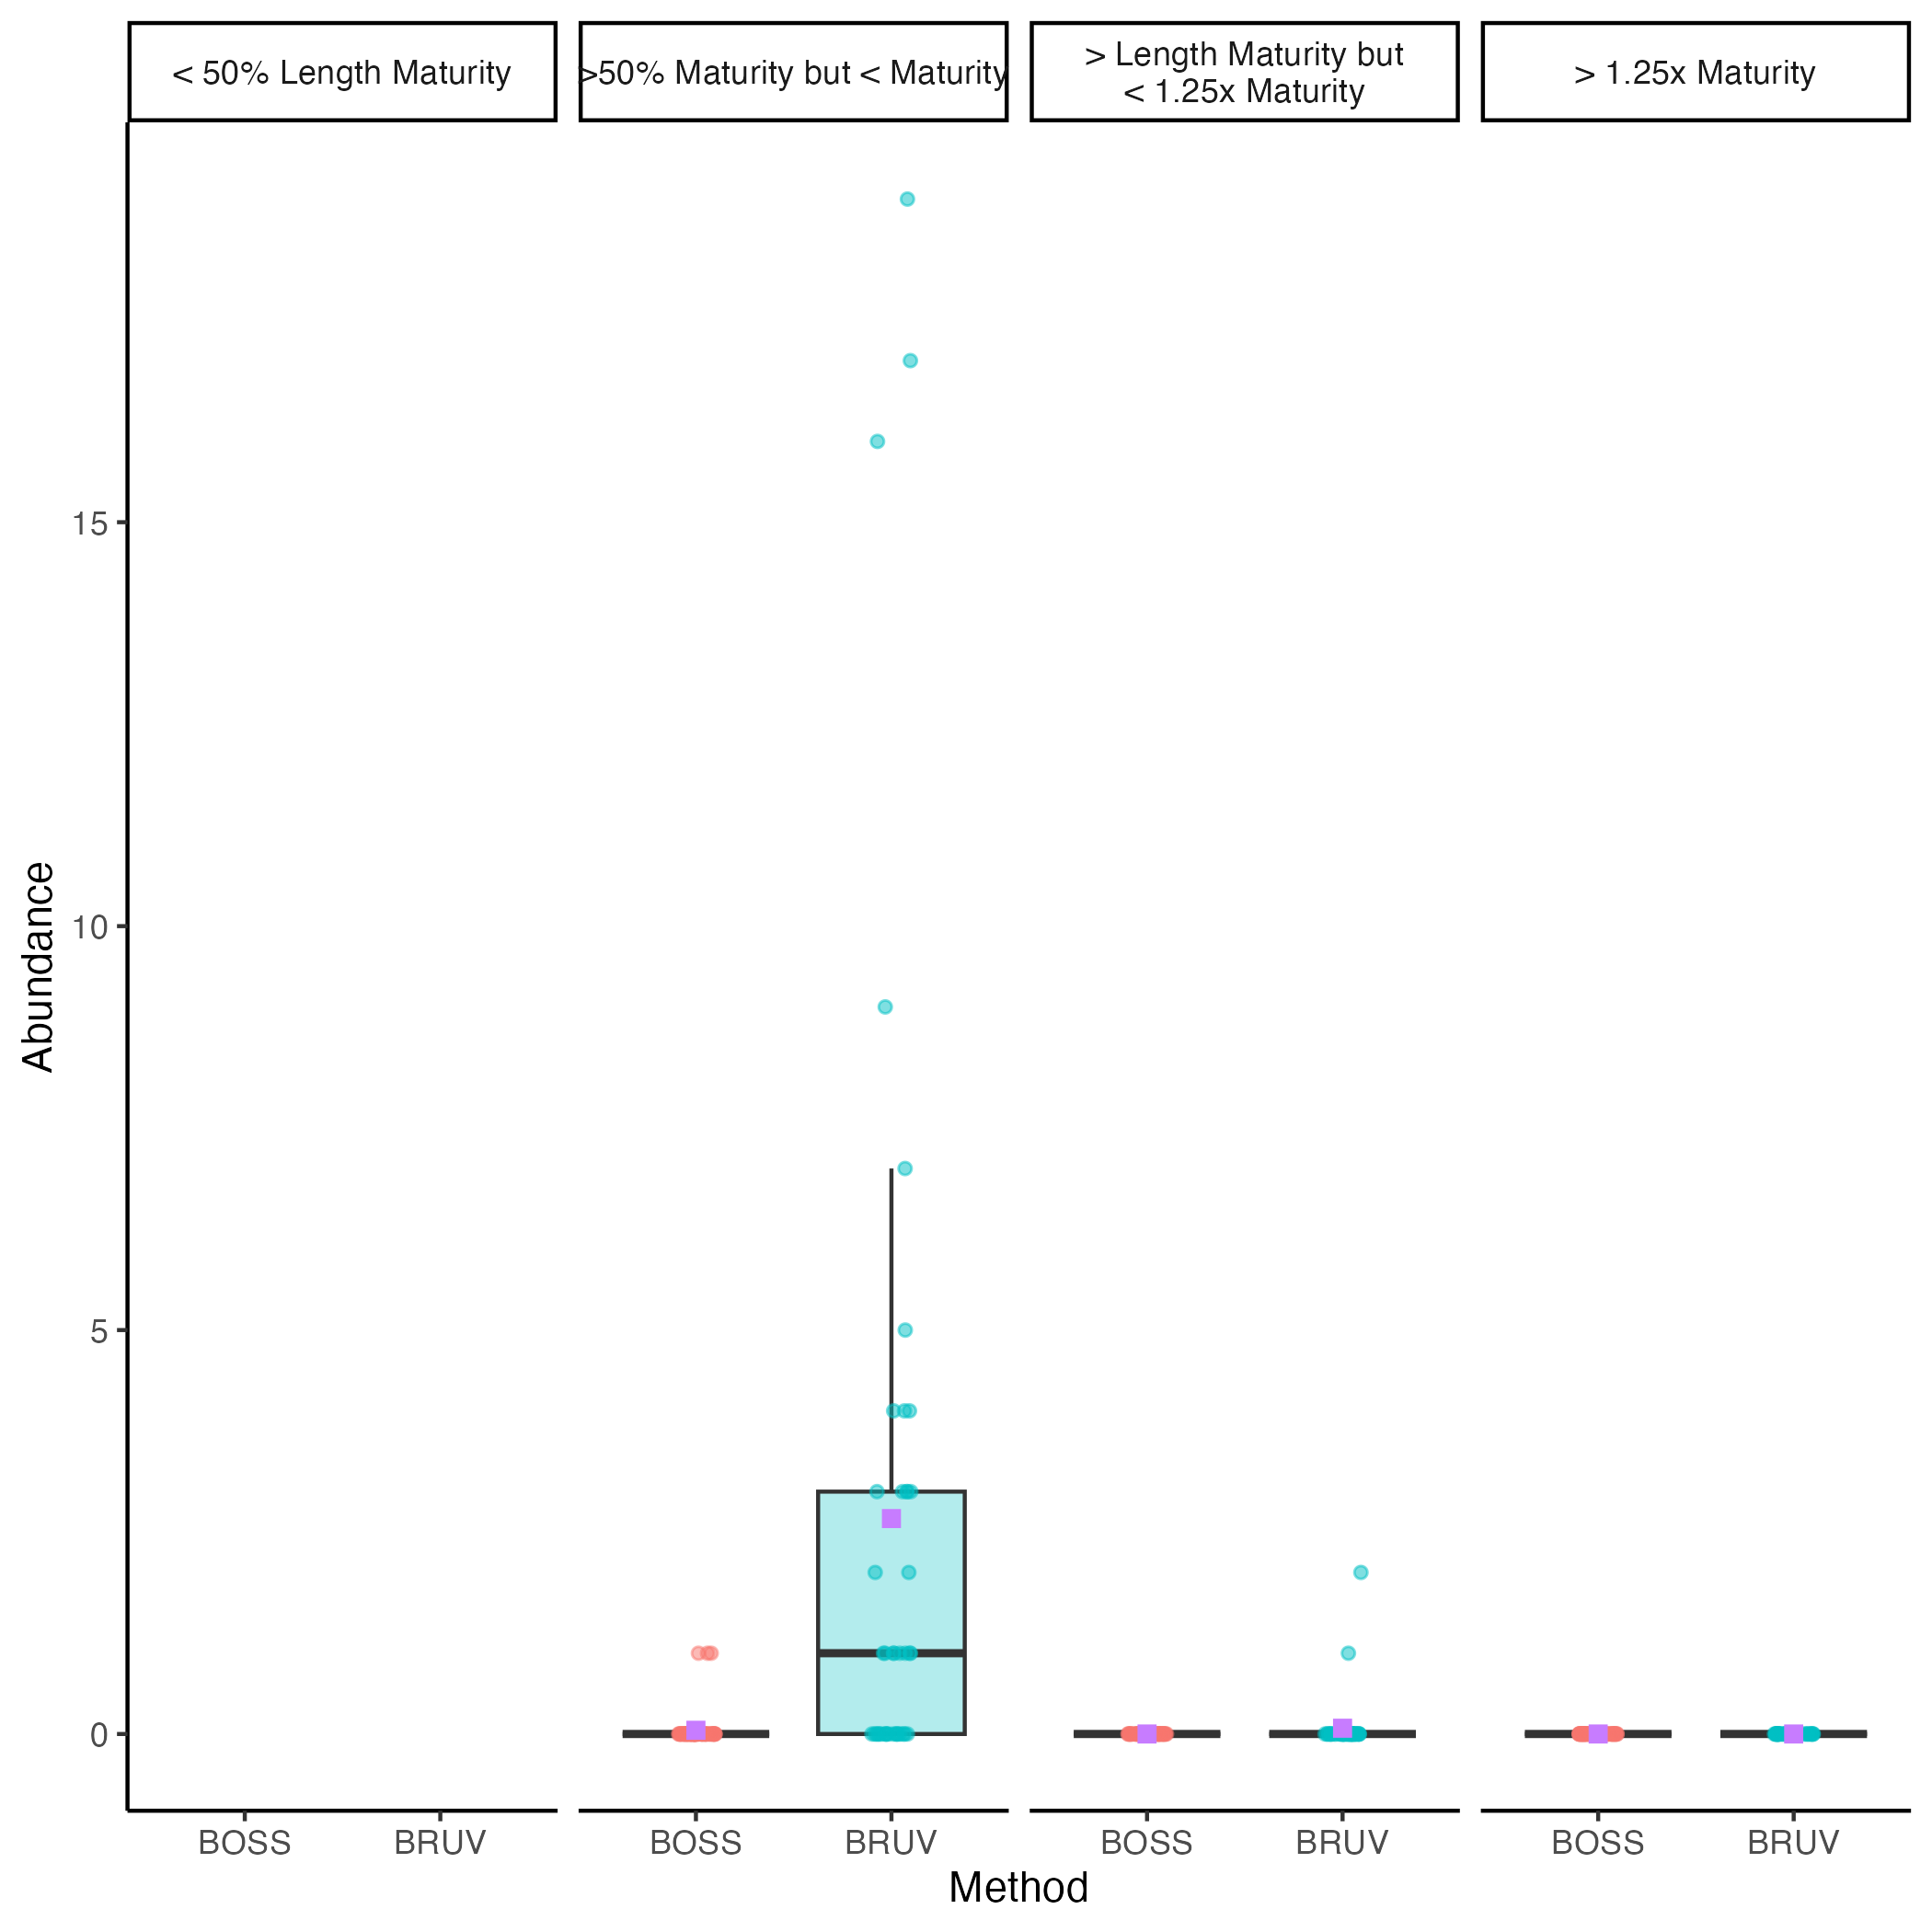 < 50% Length Maturity
>50% Maturity but < Maturity
> Length Maturity but
< 1.25x Maturity
> 1.25x Maturity
Abundance
15
10
5
0
BOSS
BRUV
BOSS
BRUV
BOSS
BRUV
BOSS
BRUV
Method